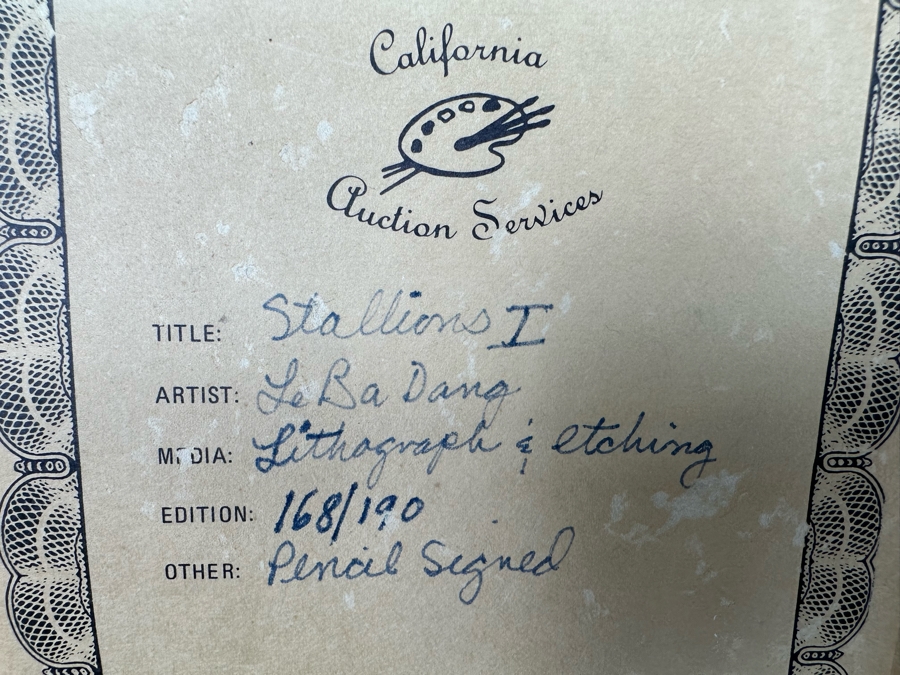 California
Auction Services
TITLE: Stallions I
ARTIST: Le Ba Dang
MEDIA: Lithograph & etching
EDITION: 168/190
OTHER: Pencil Signed